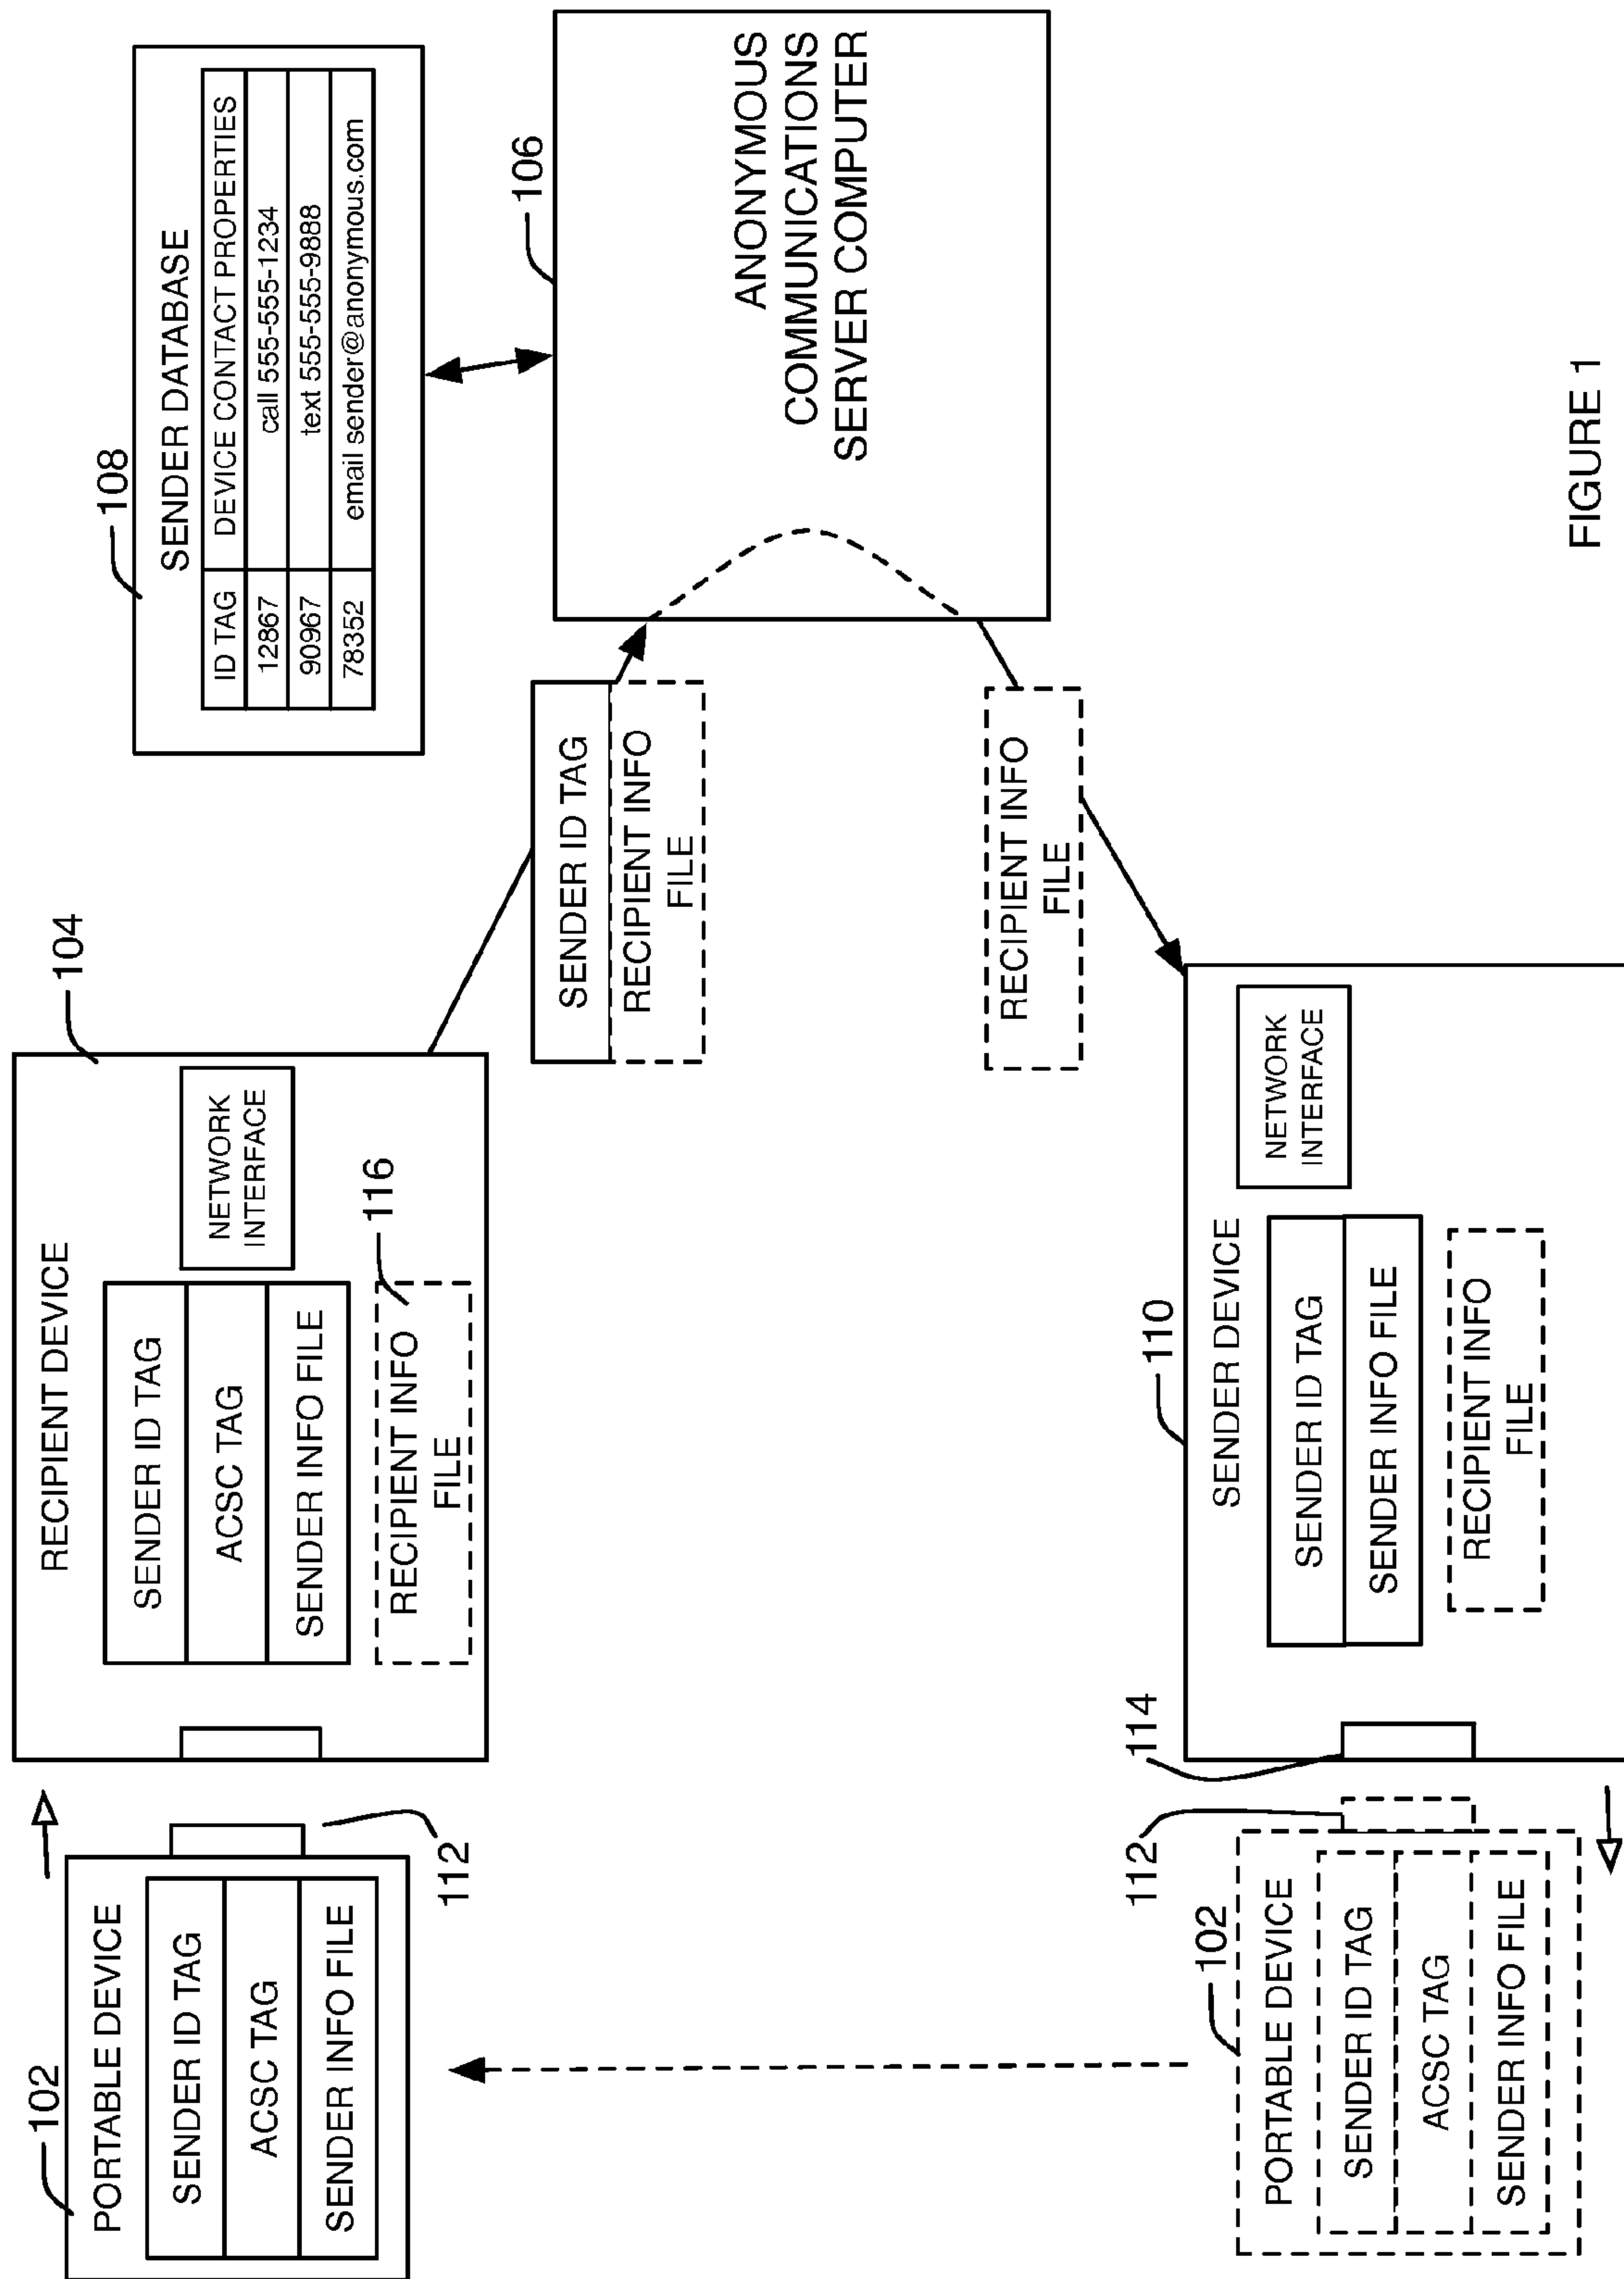 102
PORTABLE DEVICE
SENDER ID TAG
ACSC TAG
SENDER INFO FILE
112
RECIPIENT DEVICE
104
SENDER ID TAG
ACSC TAG
SENDER INFO FILE
NETWORK
INTERFACE
116
RECIPIENT INFO
FILE
108
SENDER DATABASE
ID TAG DEVICE CONTACT PROPERTIES
12867 call 555-555-1234
90967 text 555-555-9888
78352 email sender@anonymous.com
SENDER ID TAG
RECIPIENT INFO
FILE
106
ANONYMOUS
COMMUNICATIONS
SERVER COMPUTER
RECIPIENT INFO
FILE
102
112
PORTABLE DEVICE
SENDER ID TAG
ACSC TAG
SENDER INFO FILE
114
110
SENDER DEVICE
SENDER ID TAG
SENDER INFO FILE
NETWORK
INTERFACE
RECIPIENT INFO
FILE
FIGURE 1